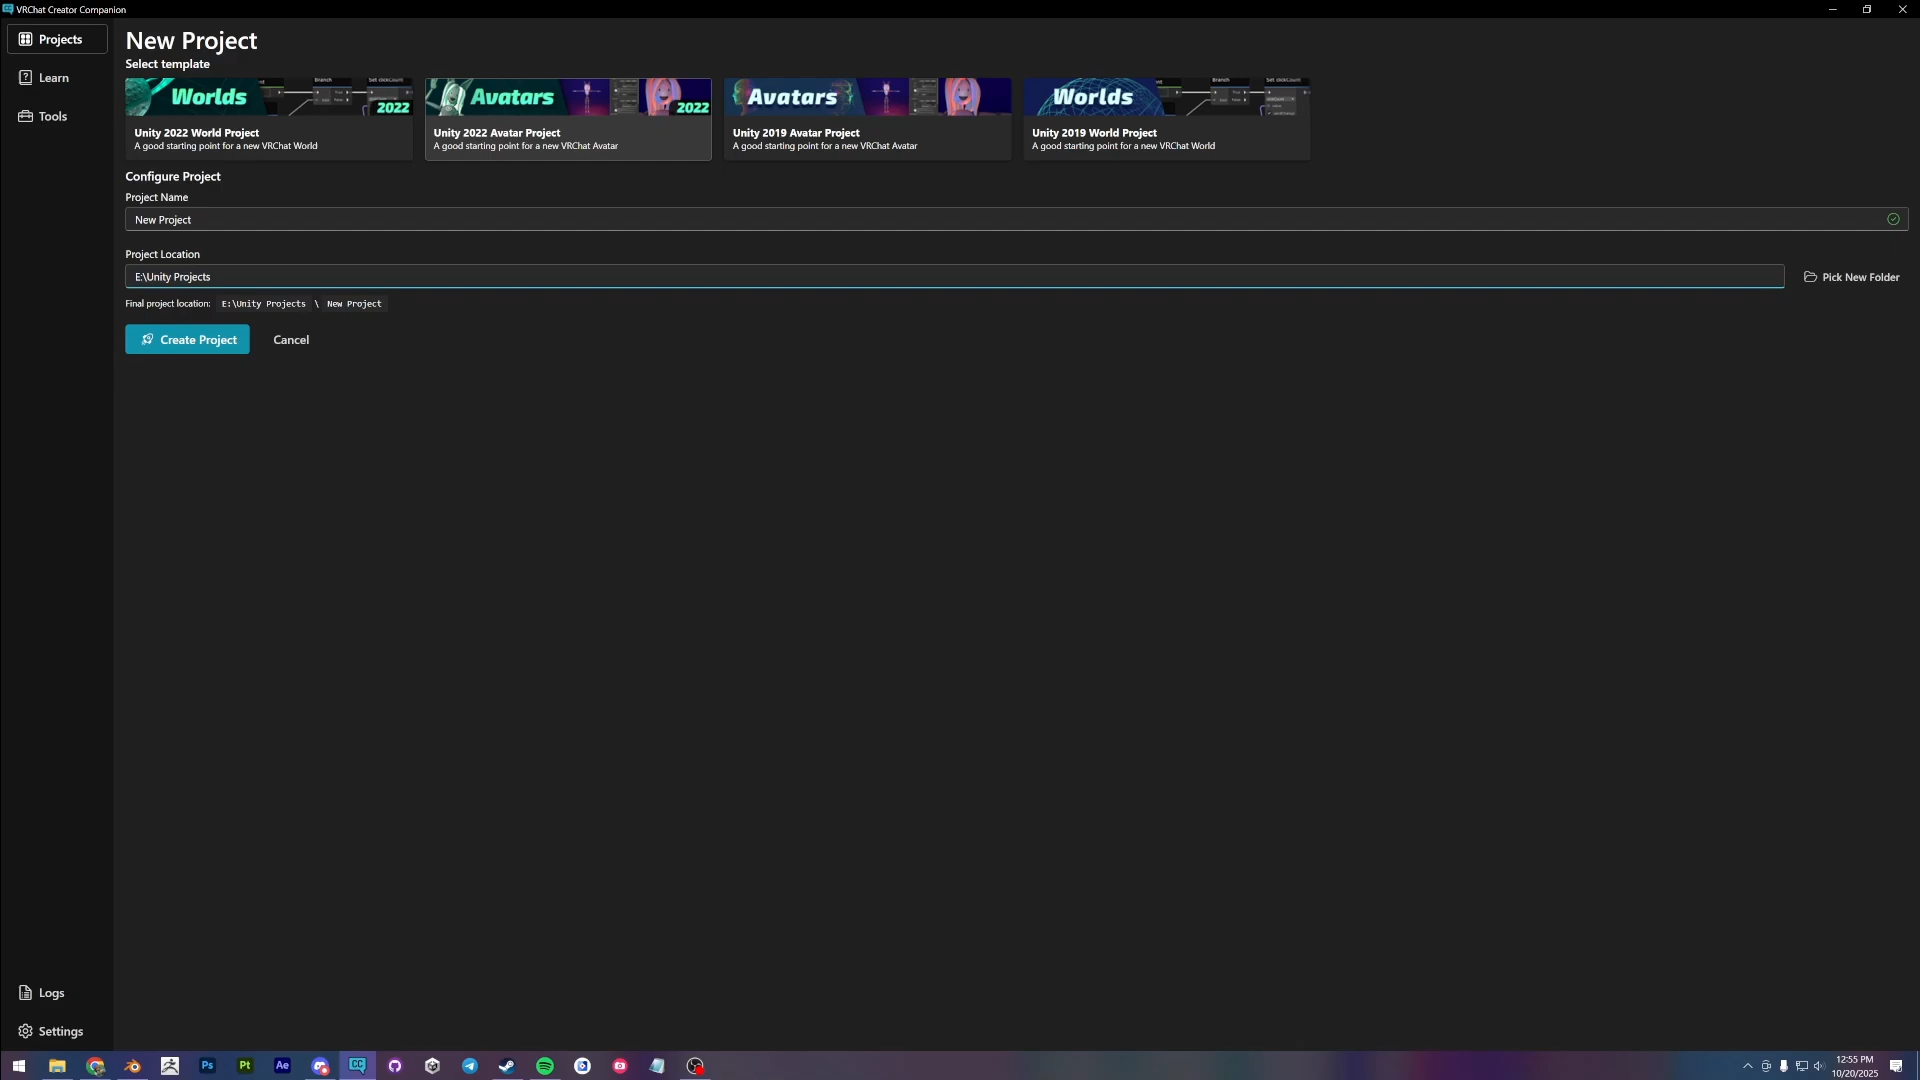 VRChat Creator Companion
Projects
Learn
Tools
New Project
Select template
Worlds
2022
Unity 2022 World Project
A good starting point for a new VRChat World
Avatars
2022
Unity 2022 Avatar Project
A good starting point for a new VRChat Avatar
Avatars
Unity 2019 Avatar Project
A good starting point for a new VRChat Avatar
Worlds
Unity 2019 World Project
A good starting point for a new VRChat World
Configure Project
Project Name
New Project
Project Location
E:\Unity Projects
Pick New Folder
Final project location: E:\Unity Projects \ New Project
Create Project
Cancel
Logs
Settings
Ps
Pt
Ae
CC
12:55 PM
10/20/2025